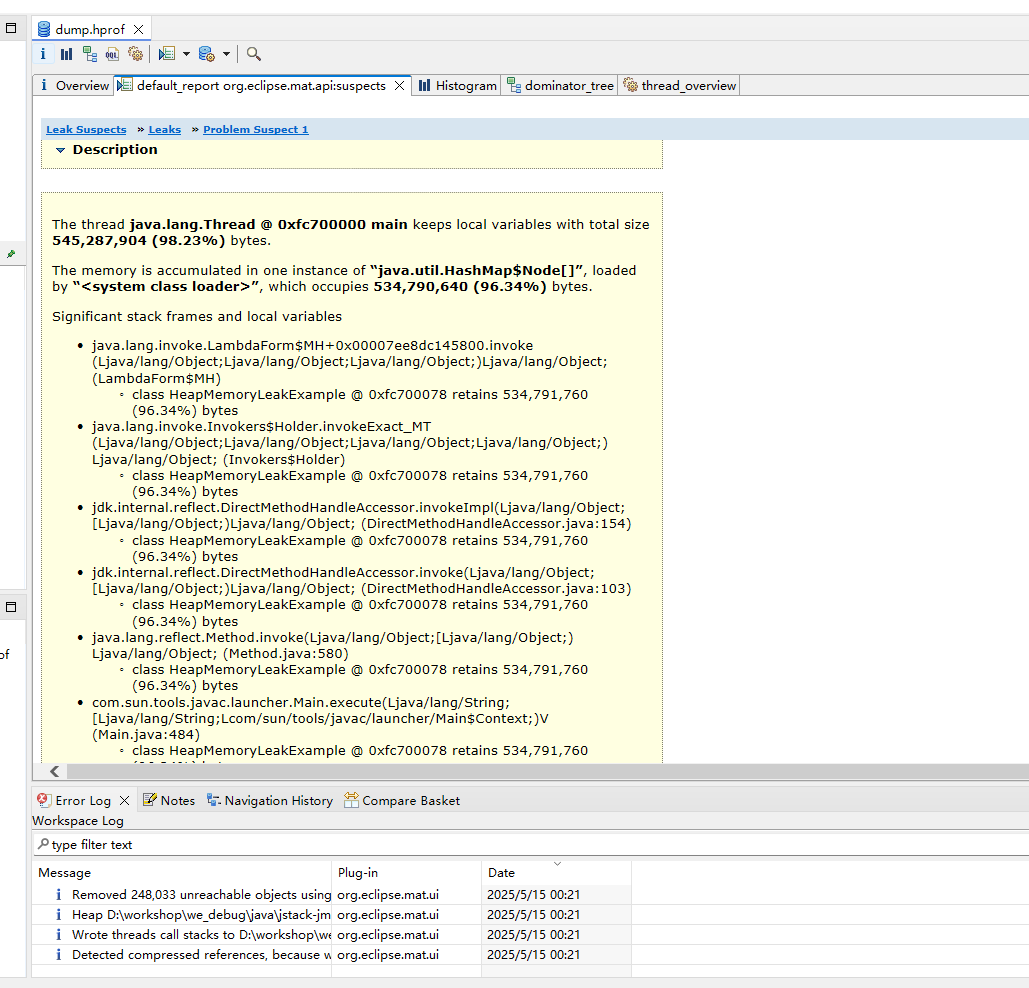 dump.hprof
Overview
default_report org.eclipse.mat.api:suspects
Histogram
dominator_tree
thread_overview
Leak Suspects » Leaks » Problem Suspect 1
Description
The thread java.lang.Thread @ 0xfc700000 main keeps local variables with total size
545,287,904 (98.23%) bytes.
The memory is accumulated in one instance of “java.util.HashMap$Node[]”, loaded
by “<system class loader>”, which occupies 534,790,640 (96.34%) bytes.
Significant stack frames and local variables
• java.lang.invoke.LambdaForm$MH+0x00007ee8dc145800.invoke
(Ljava/lang/Object;Ljava/lang/Object;Ljava/lang/Object;)Ljava/lang/Object;
(LambdaForm$MH)
◦ class HeapMemoryLeakExample @ 0xfc700078 retains 534,791,760
(96.34%) bytes
• java.lang.invoke.Invokers$Holder.invokeExact_MT
(Ljava/lang/Object;Ljava/lang/Object;Ljava/lang/Object;Ljava/lang/Object;)
Ljava/lang/Object; (Invokers$Holder)
◦ class HeapMemoryLeakExample @ 0xfc700078 retains 534,791,760
(96.34%) bytes
• jdk.internal.reflect.DirectMethodHandleAccessor.invokeImpl(Ljava/lang/Object;
[Ljava/lang/Object;)Ljava/lang/Object; (DirectMethodHandleAccessor.java:154)
◦ class HeapMemoryLeakExample @ 0xfc700078 retains 534,791,760
(96.34%) bytes
• jdk.internal.reflect.DirectMethodHandleAccessor.invoke(Ljava/lang/Object;
[Ljava/lang/Object;)Ljava/lang/Object; (DirectMethodHandleAccessor.java:103)
◦ class HeapMemoryLeakExample @ 0xfc700078 retains 534,791,760
(96.34%) bytes
• java.lang.reflect.Method.invoke(Ljava/lang/Object;[Ljava/lang/Object;)
Ljava/lang/Object; (Method.java:580)
◦ class HeapMemoryLeakExample @ 0xfc700078 retains 534,791,760
(96.34%) bytes
• com.sun.tools.javac.launcher.Main.execute(Ljava/lang/String;
[Ljava/lang/String;Lcom/sun/tools/javac/launcher/Main$Context;)V
(Main.java:484)
◦ class HeapMemoryLeakExample @ 0xfc700078 retains 534,791,760
of
Error Log
Notes
Navigation History
Compare Basket
Workspace Log
type filter text
Message Plug-in Date
Removed 248,033 unreachable objects using org.eclipse.mat.ui 2025/5/15 00:21
Heap D:\workshop\we_debug\java\jstack-jm org.eclipse.mat.ui 2025/5/15 00:21
Wrote threads call stacks to D:\workshop\we org.eclipse.mat.ui 2025/5/15 00:21
Detected compressed references, because w org.eclipse.mat.ui 2025/5/15 00:21